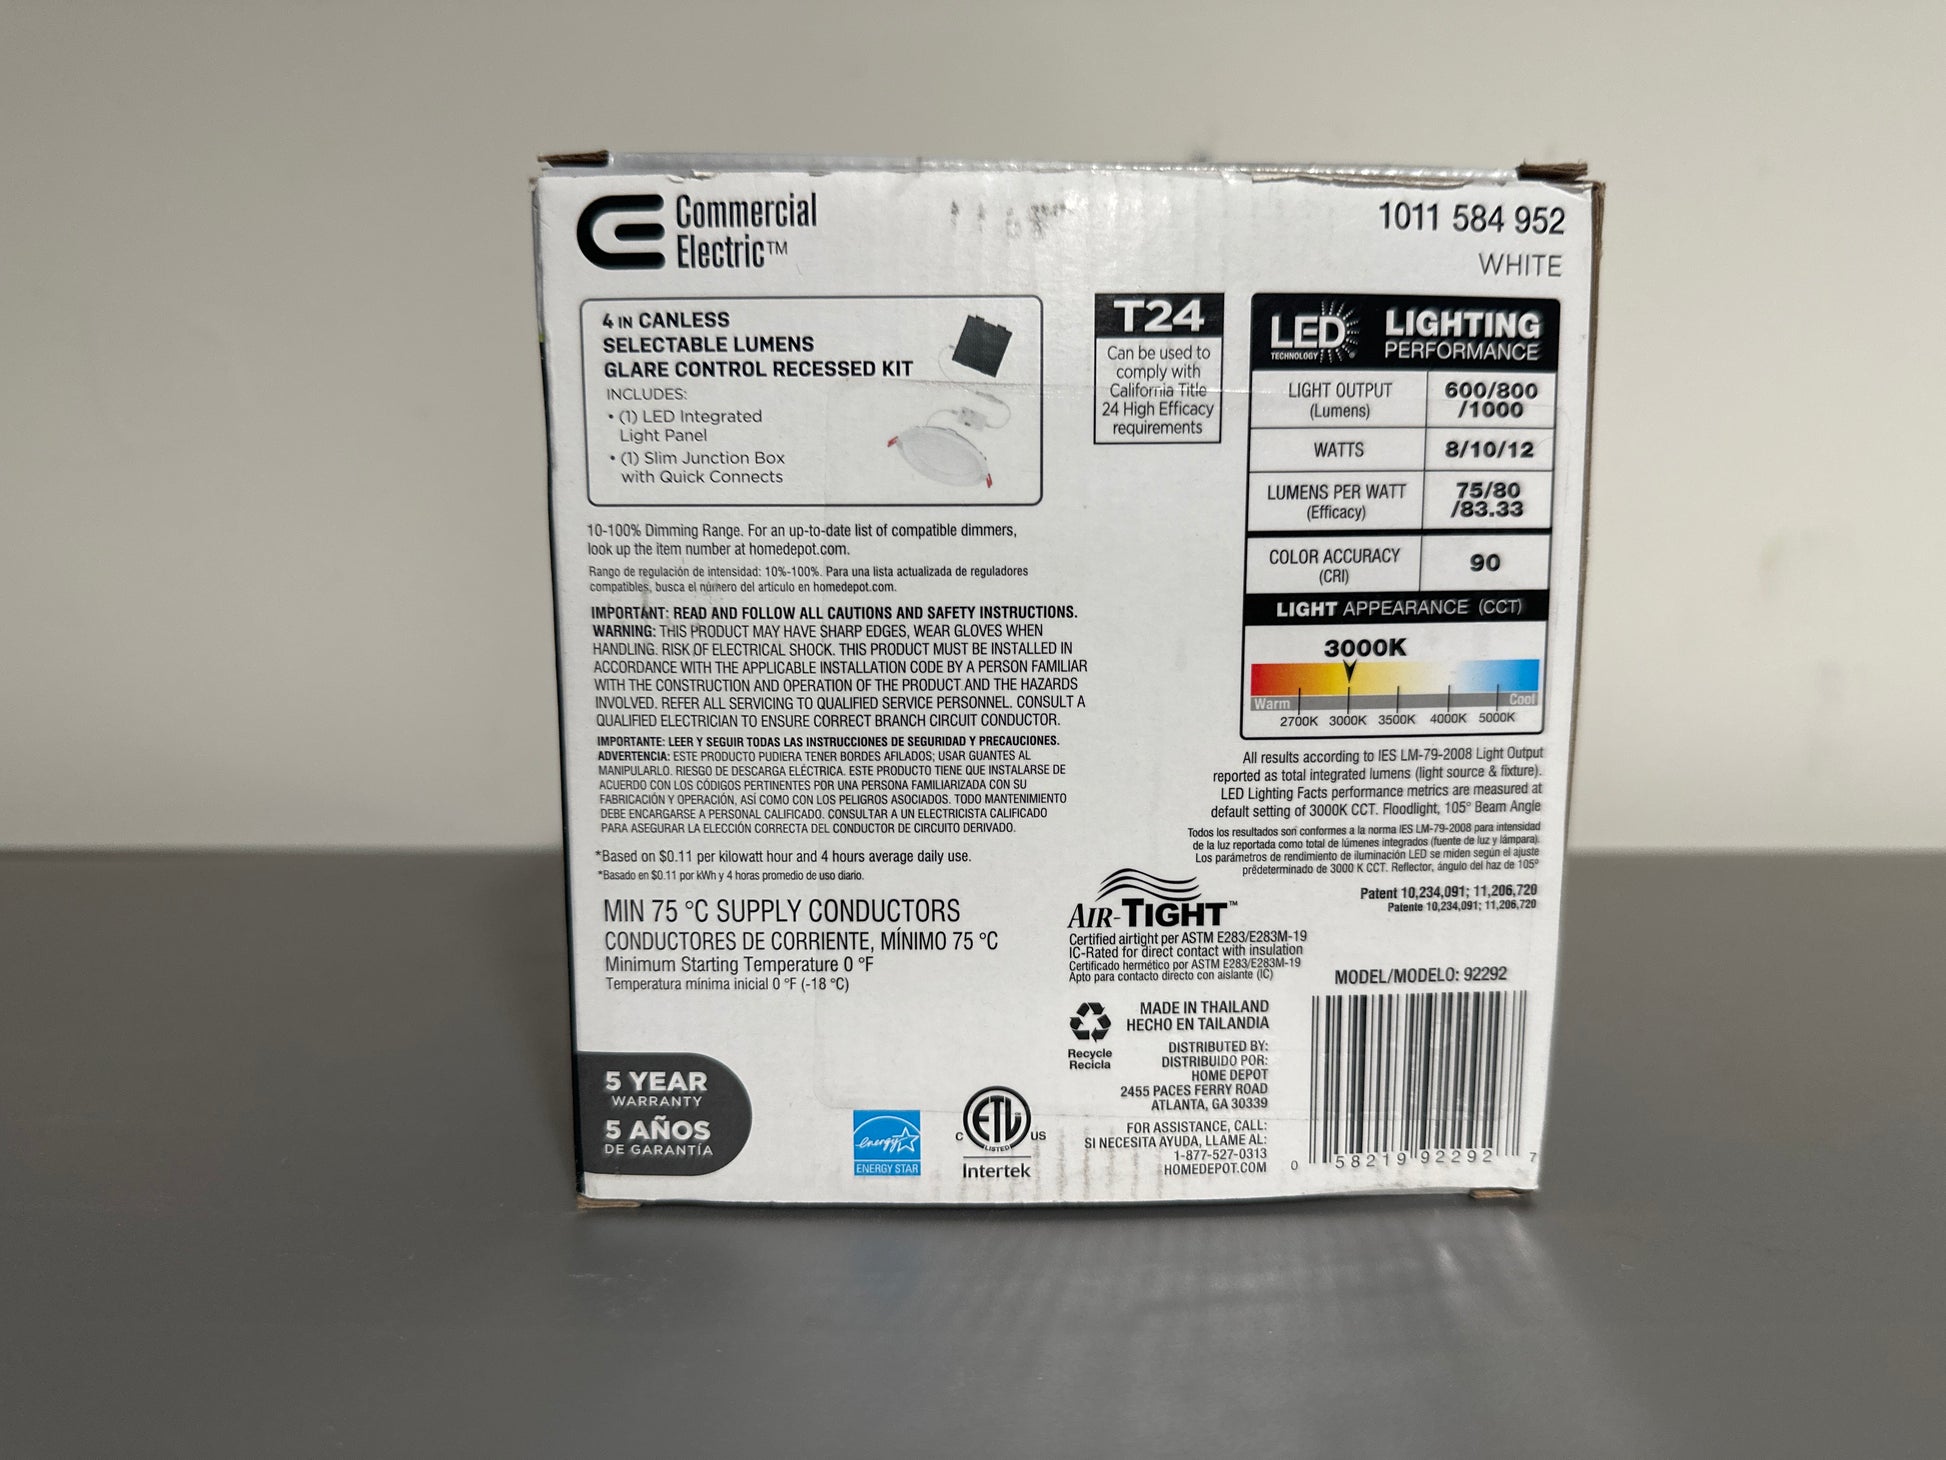 Commercial
Electric™
1011 584 952
WHITE
4 IN CANLESS
SELECTABLE LUMENS
GLARE CONTROL RECESSED KIT
INCLUDES:
• (1) LED Integrated
Light Panel
• (1) Slim Junction Box
with Quick Connects
T24
Can be used to
comply with
California Title
24 High Efficacy
requirements
LED
TECHNOLOGY
LIGHTING
PERFORMANCE
LIGHT OUTPUT
(Lumens)
600/800
/1000
WATTS
8/10/12
LUMENS PER WATT
(Efficacy)
75/80
/83.33
COLOR ACCURACY
(CRI)
90
LIGHT APPEARANCE (CCT)
3000K
Warm
Cool
2700K 3000K 3500K 4000K 5000K
10-100% Dimming Range. For an up-to-date list of compatible dimmers,
look up the item number at homedepot.com.
Rango de regulación de intensidad: 10%-100%. Para una lista actualizada de reguladores
compatibles, busca el número del artículo en homedepot.com.
IMPORTANT: READ AND FOLLOW ALL CAUTIONS AND SAFETY INSTRUCTIONS.
WARNING: THIS PRODUCT MAY HAVE SHARP EDGES, WEAR GLOVES WHEN
HANDLING. RISK OF ELECTRICAL SHOCK. THIS PRODUCT MUST BE INSTALLED IN
ACCORDANCE WITH THE APPLICABLE INSTALLATION CODE BY A PERSON FAMILIAR
WITH THE CONSTRUCTION AND OPERATION OF THE PRODUCT AND THE HAZARDS
INVOLVED. REFER ALL SERVICING TO QUALIFIED SERVICE PERSONNEL. CONSULT A
QUALIFIED ELECTRICIAN TO ENSURE CORRECT BRANCH CIRCUIT CONDUCTOR.
IMPORTANTE: LEER Y SEGUIR TODAS LAS INSTRUCCIONES DE SEGURIDAD Y PRECAUCIONES.
ADVERTENCIA: ESTE PRODUCTO PUDIERA TENER BORDES AFILADOS; USAR GUANTES AL
MANIPULARLO. RIESGO DE DESCARGA ELÉCTRICA. ESTE PRODUCTO TIENE QUE INSTALARSE DE
ACUERDO CON LOS CÓDIGOS PERTINENTES POR UNA PERSONA FAMILIARIZADA CON SU
FABRICACIÓN Y OPERACIÓN, ASÍ COMO CON LOS PELIGROS ASOCIADOS. TODO MANTENIMIENTO
DEBE ENCARGARSE A PERSONAL CALIFICADO. CONSULTAR A UN ELECTRICISTA CALIFICADO
PARA ASEGURAR LA ELECCIÓN CORRECTA DEL CONDUCTOR DE CIRCUITO DERIVADO.
*Based on $0.11 per kilowatt hour and 4 hours average daily use.
*Basado en $0.11 por kWh y 4 horas promedio de uso diario.
MIN 75 °C SUPPLY CONDUCTORS
CONDUCTORES DE CORRIENTE, MÍNIMO 75 °C
Minimum Starting Temperature 0 °F
Temperatura mínima inicial 0 °F (-18 °C)
All results according to IES LM-79-2008 Light Output
reported as total integrated lumens (light source & fixture).
LED Lighting Facts performance metrics are measured at
default setting of 3000K CCT. Floodlight, 105° Beam Angle
Todos los resultados son conformes a la norma IES LM-79-2008 para intensidad
de la luz reportada como total de lúmenes integrados (fuente de luz y lámpara).
Los parámetros de rendimiento de iluminación LED se miden según el ajuste
prédeterminado de 3000 K CCT. Reflector, ángulo del haz de 105°
Patent 10,234,091; 11,206,720
Patente 10,234,091; 11,206,720
AIR-TIGHT™
Certified airtight per ASTM E283/E283M-19
IC-Rated for direct contact with insulation
Certificado hermético por ASTM E283/E283M-19
Apto para contacto directo con aislante (IC)
MODEL/MODELO: 92292
Recycle
Recicla
MADE IN THAILAND
HECHO EN TAILANDIA
DISTRIBUTED BY:
DISTRIBUIDO POR:
HOME DEPOT
2455 PACES FERRY ROAD
ATLANTA, GA 30339
FOR ASSISTANCE, CALL:
SI NECESITA AYUDA, LLAME AL:
1-877-527-0313
HOMEDEPOT.COM
0 58219 92292 7
5 YEAR
WARRANTY
5 AÑOS
DE GARANTÍA
energy
ENERGY STAR
C ETL US
LISTED
Intertek